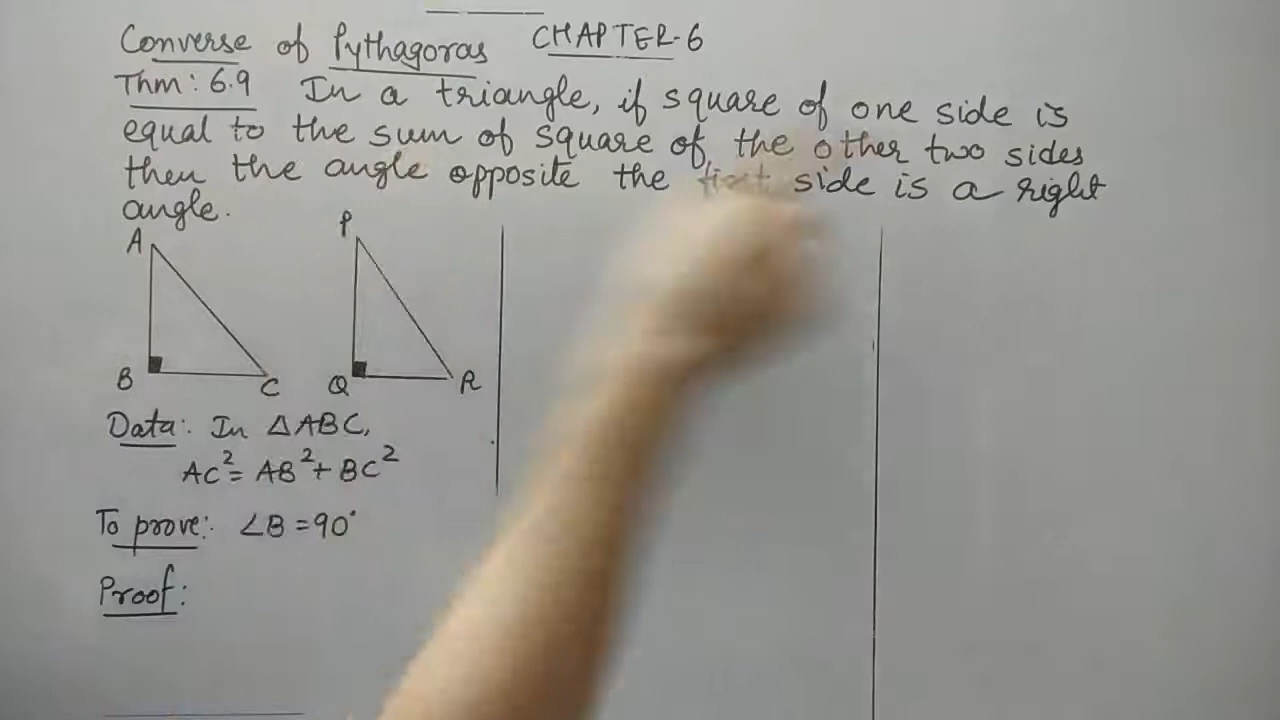 Converse of Pythagoras CHAPTER-6
Thm: 6.9 In a triangle, if square of one side is
equal to the sum of square of the other two sides
then the angle opposite the first side is a right
angle.
A
P
B
C
Q
R
Data: In △ABC,
AC²= AB²+ BC²
To prove: ∠B = 90°
Proof: